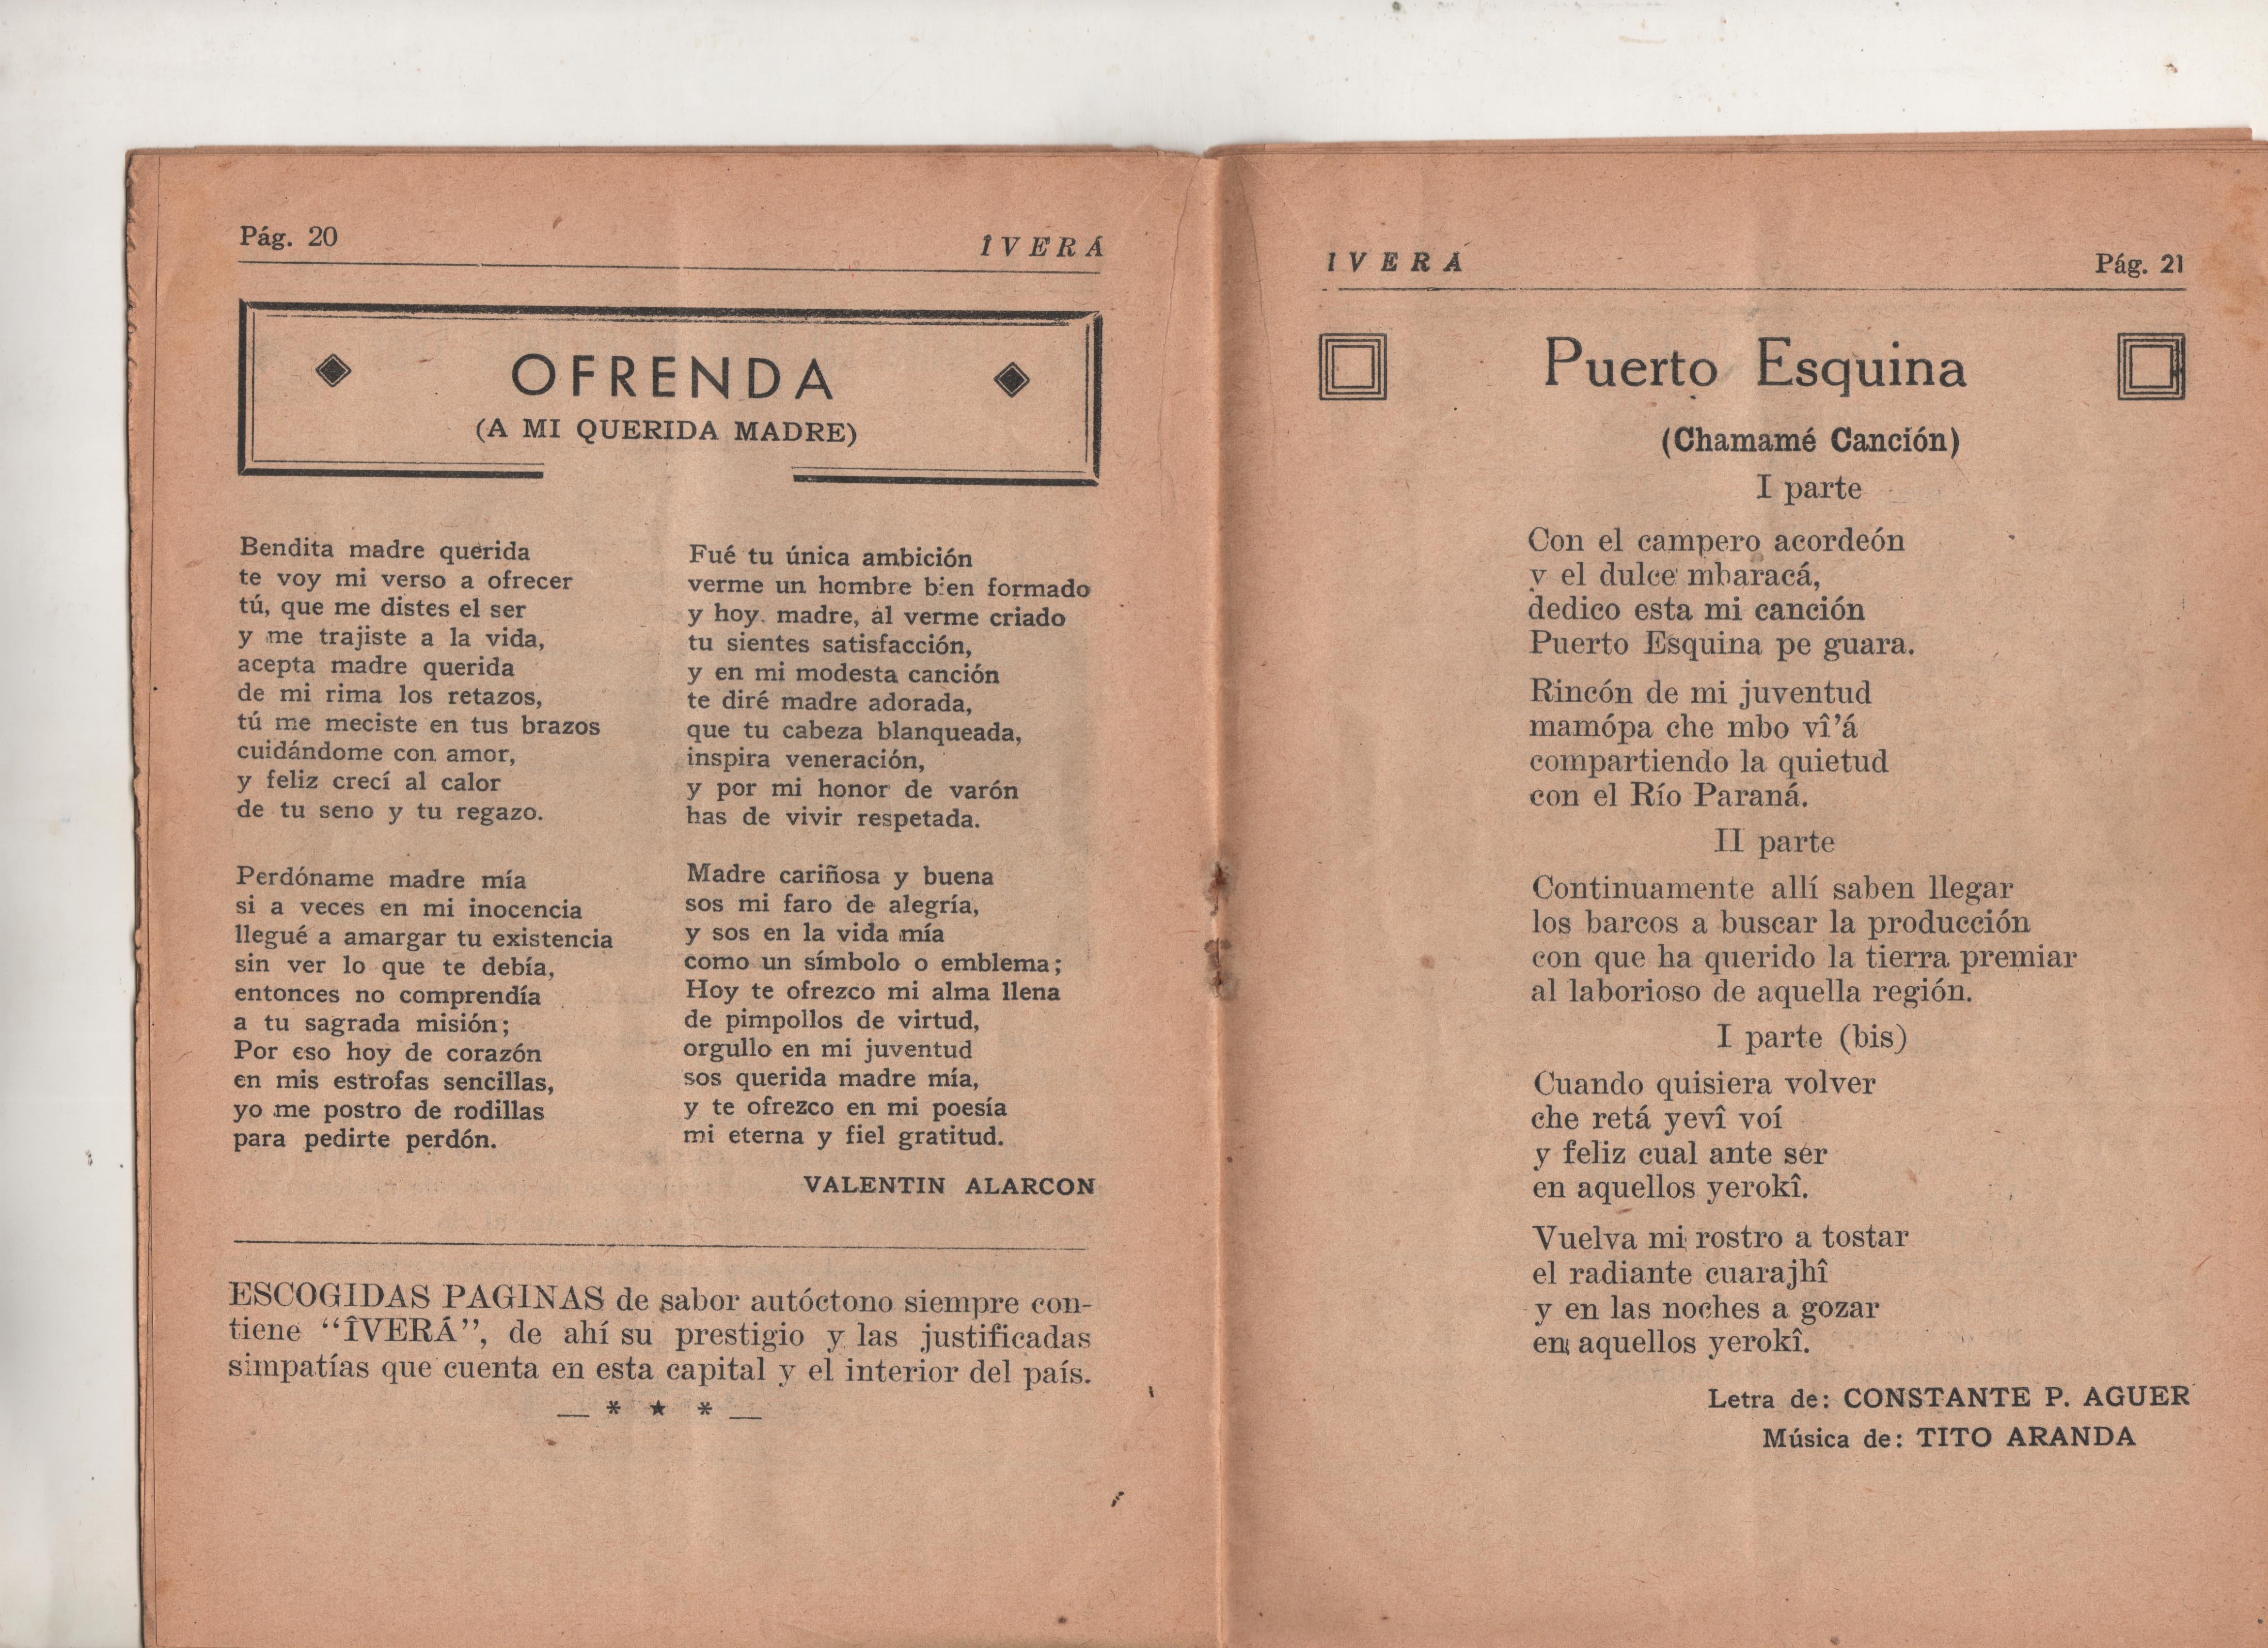 Pág. 20
ÎVERÁ
OFRENDA
(A MI QUERIDA MADRE)
Bendita madre querida
te voy mi verso a ofrecer
tú, que me distes el ser
y me trajiste a la vida,
acepta madre querida
de mi rima los retazos,
tú me meciste en tus brazos
cuidándome con amor,
y feliz crecí al calor
de tu seno y tu regazo.
Perdóname madre mía
si a veces en mi inocencia
llegué a amargar tu existencia
sin ver lo que te debía,
entonces no comprendía
a tu sagrada misión;
Por eso hoy de corazón
en mis estrofas sencillas,
yo me postro de rodillas
para pedirte perdón.
Fué tu única ambición
verme un hombre bien formado
y hoy. madre, al verme criado
tu sientes satisfacción,
y en mi modesta canción
te diré madre adorada,
que tu cabeza blanqueada,
inspira veneración,
y por mi honor de varón
has de vivir respetada.
Madre cariñosa y buena
sos mi faro de alegría,
y sos en la vida mía
como un símbolo o emblema;
Hoy te ofrezco mi alma llena
de pimpollos de virtud,
orgullo en mi juventud
sos querida madre mía,
y te ofrezco en mi poesía
mi eterna y fiel gratitud.
VALENTIN ALARCON
ESCOGIDAS PAGINAS de sabor autóctono siempre con-
tiene “ÎVERÁ”, de ahí su prestigio y las justificadas
simpatías que cuenta en esta capital y el interior del país.
— * ★ * —
IVERÁ
Pág. 21
Puerto Esquina
(Chamamé Canción)
I parte
Con el campero acordeón
y el dulce mbaracá,
dedico esta mi canción
Puerto Esquina pe guara.
Rincón de mi juventud
mamópa che mbo vî’á
compartiendo la quietud
con el Río Paraná.
II parte
Continuamente allí saben llegar
los barcos a buscar la producción
con que ha querido la tierra premiar
al laborioso de aquella región.
I parte (bis)
Cuando quisiera volver
che retá yevî voí
y feliz cual ante ser
en aquellos yerokî.
Vuelva mi rostro a tostar
el radiante cuarajhî
y en las noches a gozar
en aquellos yerokî.
Letra de: CONSTANTE P. AGUER
Música de: TITO ARANDA